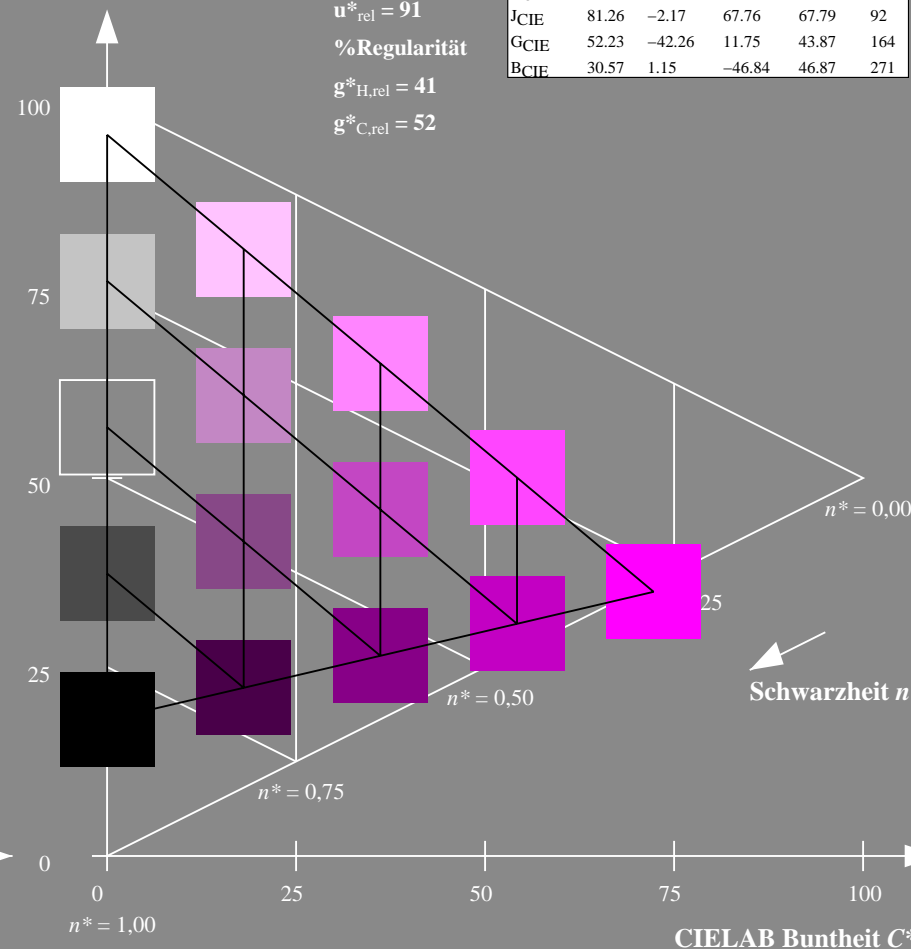 u*rel = 91
%Regularität
g*H,rel = 41
g*C,rel = 52
JCIE 81.26 −2.17 67.76 67.79 92
GCIE 52.23 −42.26 11.75 43.87 164
BCIE 30.57 1.15 −46.84 46.87 271
100
75
50
n* = 0,00
25
Schwarzheit n
25
n* = 0,50
n* = 0,75
0
0 25 50 75 100
n* = 1,00
CIELAB Buntheit C*